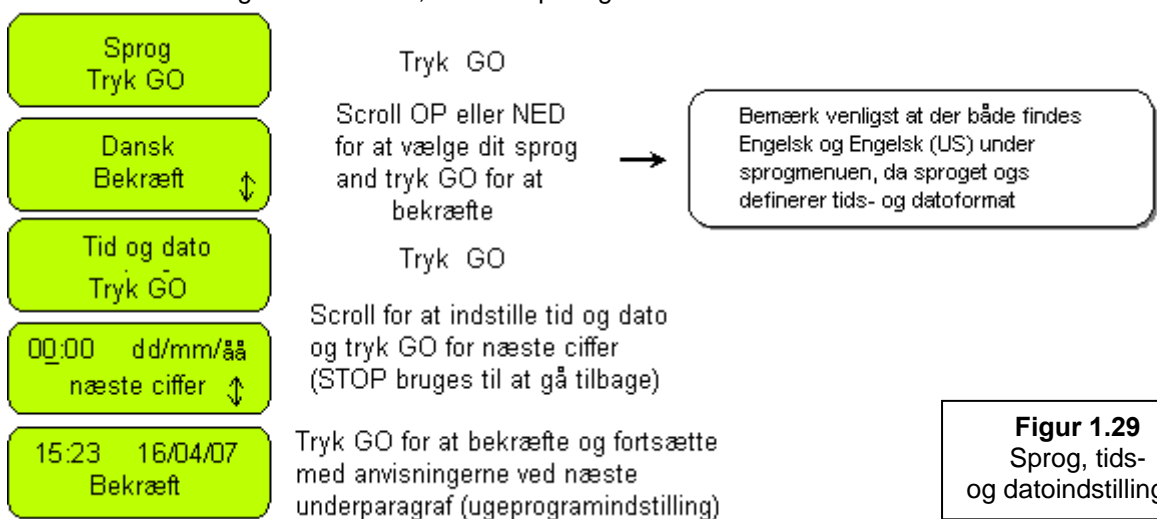 Sprog
Tryk GO
Tryk GO
Dansk
Bekræft
Scroll OP eller NED
for at vælge dit sprog
and tryk GO for at
bekræfte
Bemærk venligst at der både findes
Engelsk og Engelsk (US) under
sprogmenuen, da sproget ogs
definerer tids- og datoformat
Tid og dato
Tryk GO
Tryk GO
00:00 dd/mm/åå
næste ciffer
Scroll for at indstille tid og dato
og tryk GO for næste ciffer
(STOP bruges til at gå tilbage)
15:23 16/04/07
Bekræft
Tryk GO for at bekræfte og fortsætte
med anvisningerne ved næste
underparagraf (ugeprogramindstilling)
Figur 1.29
Sprog, tids-
og datoindstilling